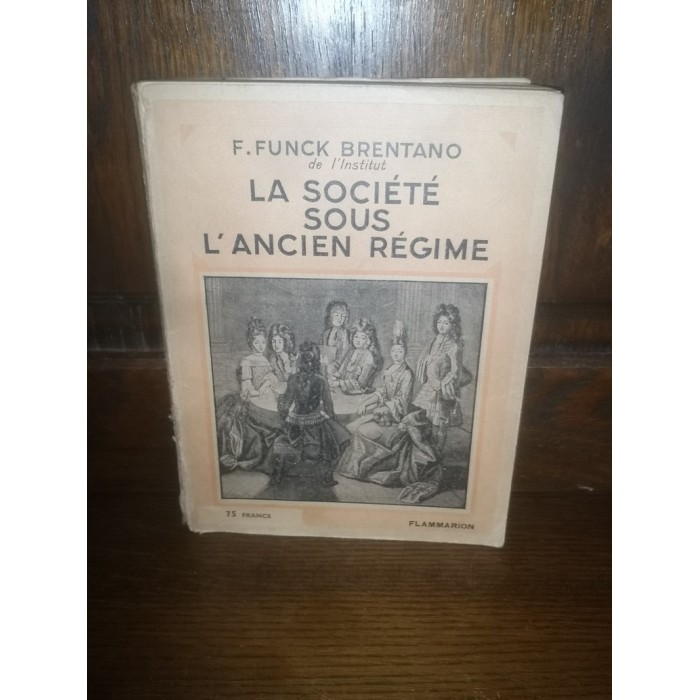 F. FUNCK BRENTANO
de l'Institut
LA SOCIÉTÉ
SOUS
L'ANCIEN RÉGIME
75 FRANCS
FLAMMARION